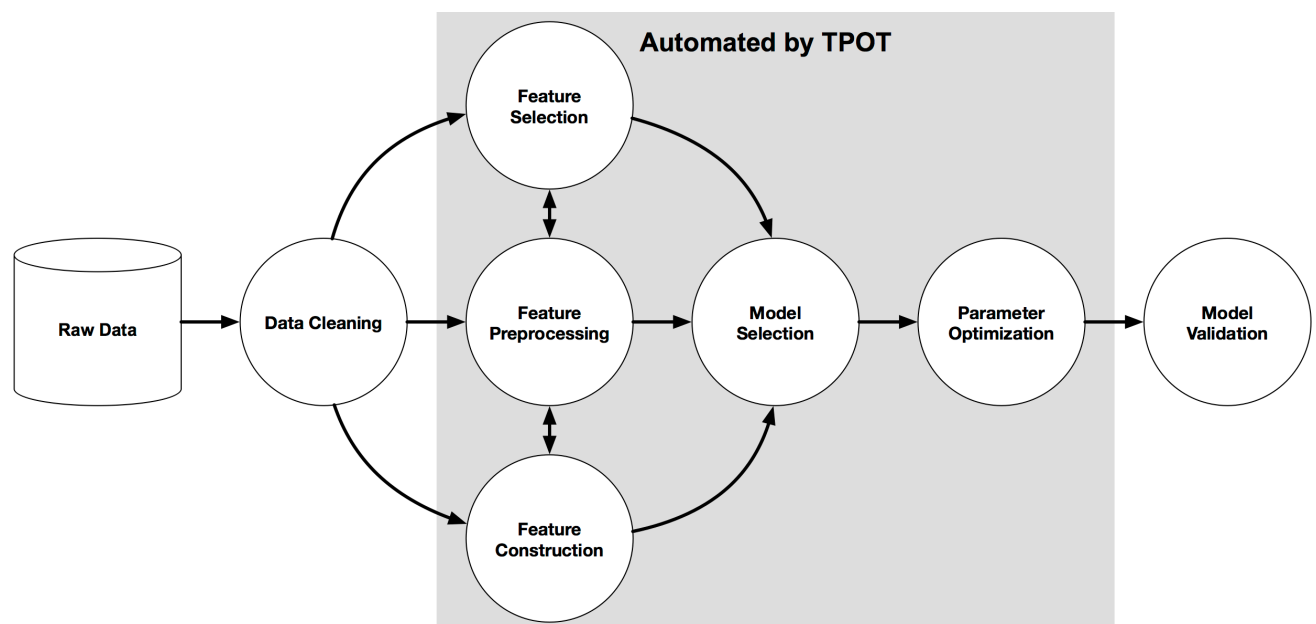 Automated by TPOT
Feature
Selection
Raw Data
Data Cleaning
Feature
Preprocessing
Model
Selection
Parameter
Optimization
Model
Validation
Feature
Construction